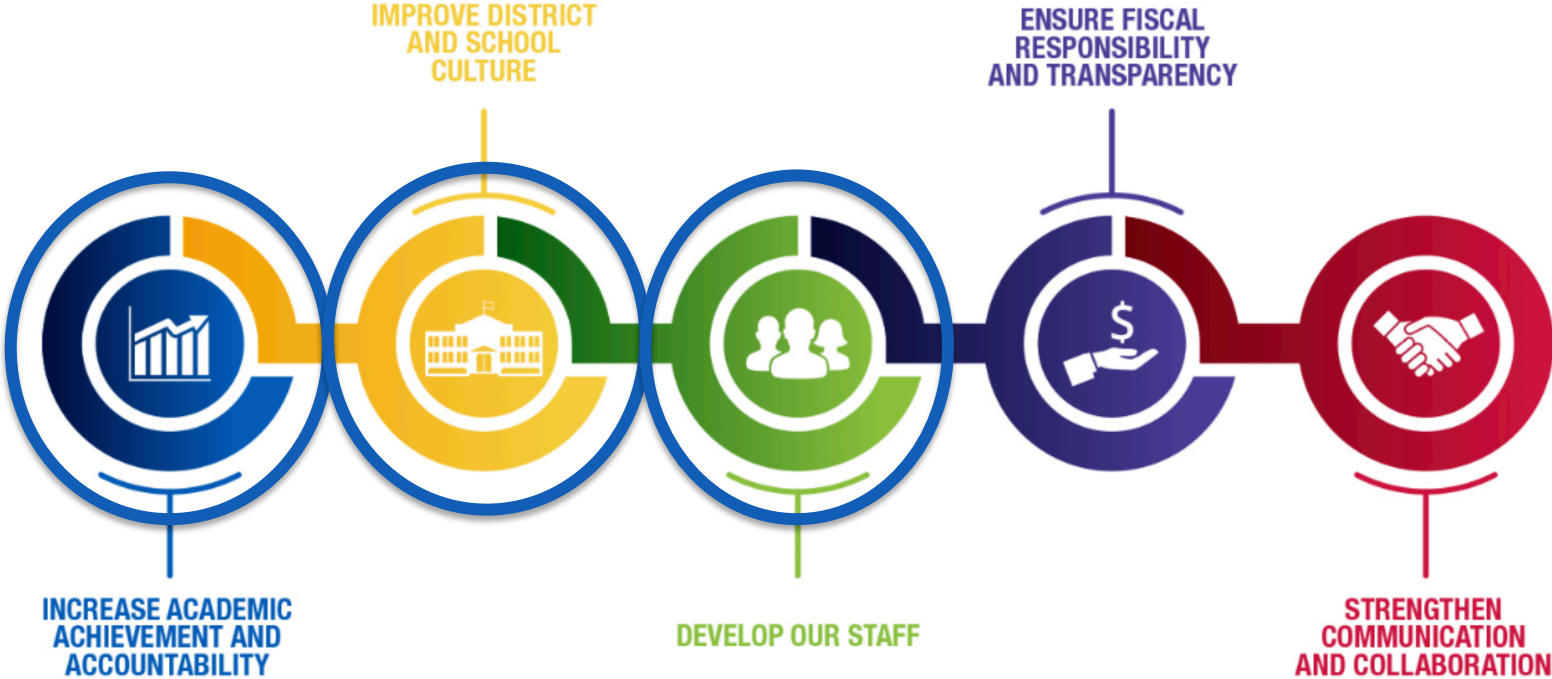 IMPROVE DISTRICT
AND SCHOOL
CULTURE
ENSURE FISCAL
RESPONSIBILITY
AND TRANSPARENCY
$
INCREASE ACADEMIC
ACHIEVEMENT AND
ACCOUNTABILITY
DEVELOP OUR STAFF
STRENGTHEN
COMMUNICATION
AND COLLABORATION